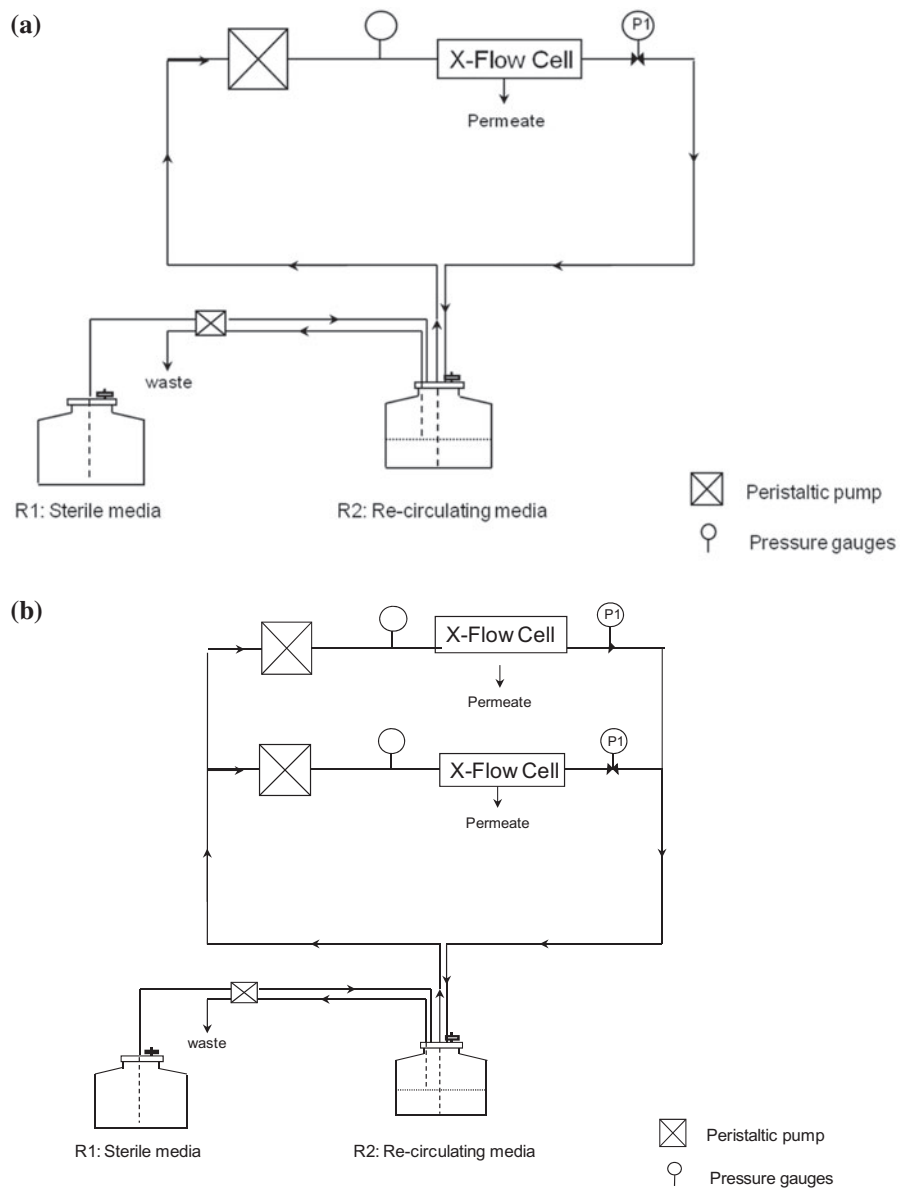 (a)
P1
X-Flow Cell
Permeate
waste
R1: Sterile media
R2: Re-circulating media
Peristaltic pump
Pressure gauges
(b)
P1
X-Flow Cell
Permeate
P1
X-Flow Cell
Permeate
waste
R1: Sterile media
R2: Re-circulating media
Peristaltic pump
Pressure gauges